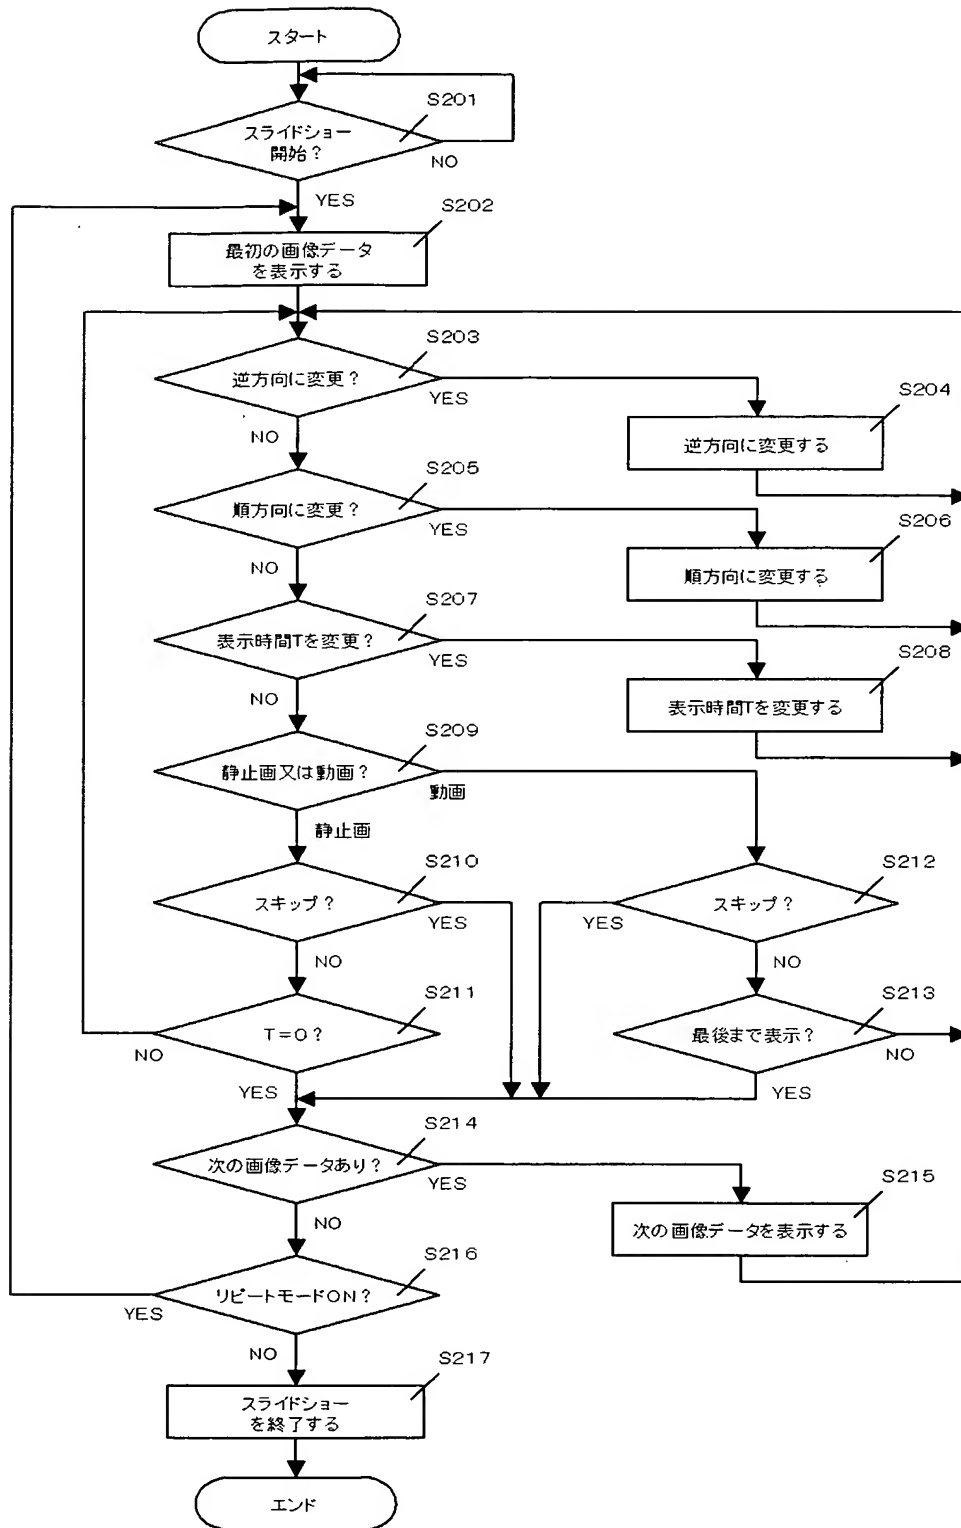 スタート
S201
スライドショー
開始？
NO
YES
S202
最初の画像データ
を表示する
S203
逆方向に変更？
YES
S204
逆方向に変更する
NO
S205
順方向に変更？
YES
S206
順方向に変更する
NO
S207
表示時間Tを変更？
YES
S208
表示時間Tを変更する
NO
S209
静止画又は動画？
動画
静止画
S210
スキップ？
YES
S212
スキップ？
YES
NO
NO
S211
T=0？
NO
S213
最後まで表示？
NO
YES
YES
S214
次の画像データあり？
YES
S215
次の画像データを表示する
NO
S216
リピートモードON？
YES
NO
S217
スライドショー
を終了する
エンド